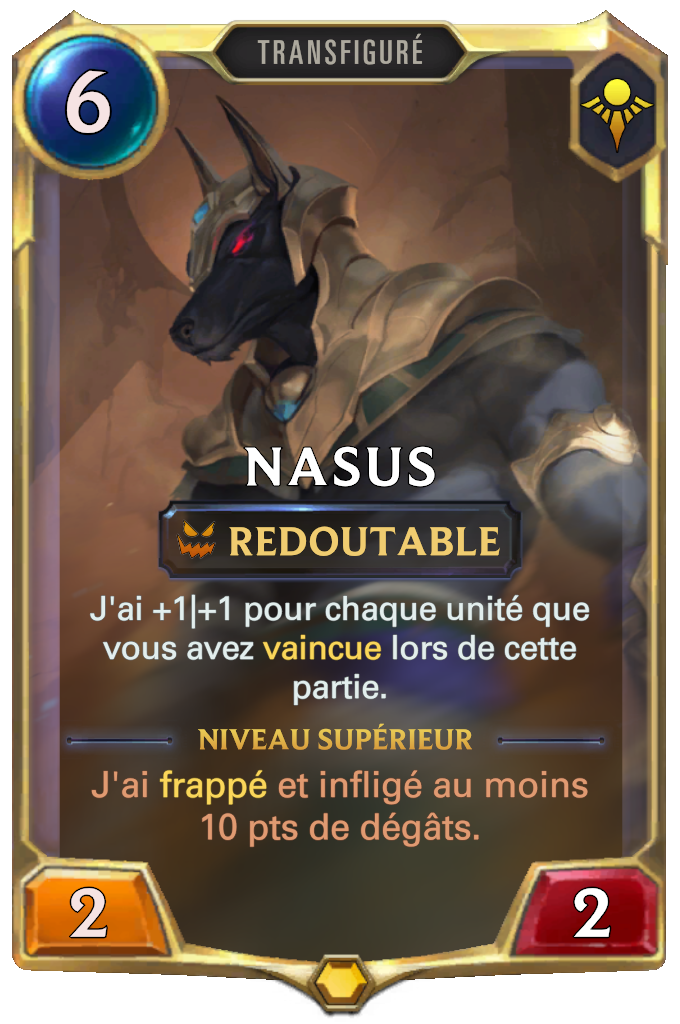 TRANSFIGURÉ
6
NASUS
REDOUTABLE
J'ai +1|+1 pour chaque unité que
vous avez vaincue lors de cette
partie.
NIVEAU SUPÉRIEUR
J'ai frappé et infligé au moins
10 pts de dégâts.
2
2